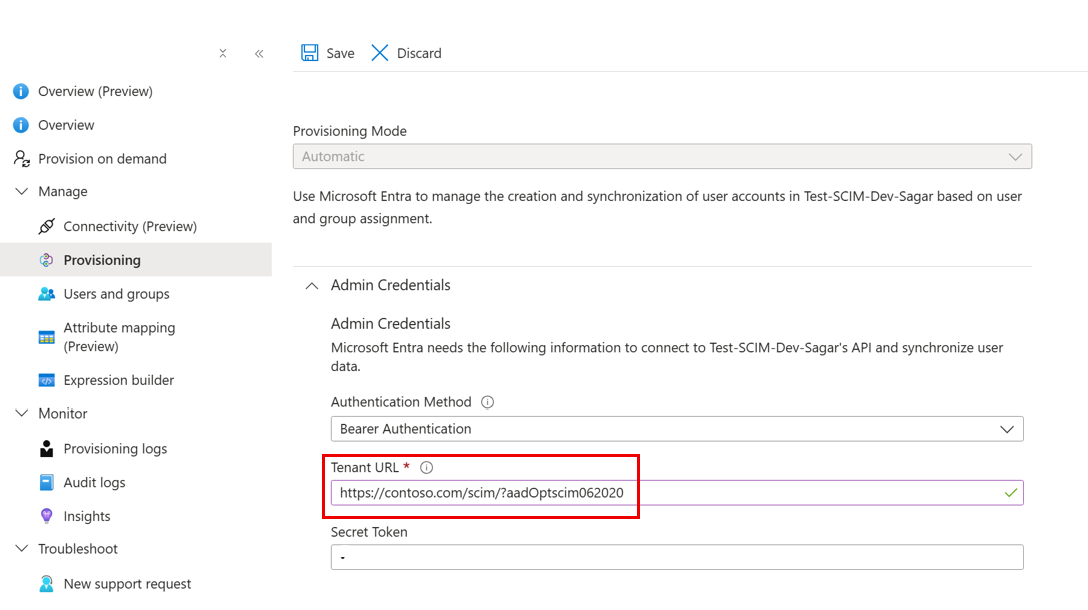 Save
Discard
Overview (Preview)
Overview
Provision on demand
Manage
Connectivity (Preview)
Provisioning
Users and groups
Attribute mapping
(Preview)
Expression builder
Monitor
Provisioning logs
Audit logs
Insights
Troubleshoot
New support request
Provisioning Mode
Automatic
Use Microsoft Entra to manage the creation and synchronization of user accounts in Test-SCIM-Dev-Sagar based on user
and group assignment.
Admin Credentials
Admin Credentials
Microsoft Entra needs the following information to connect to Test-SCIM-Dev-Sagar's API and synchronize user
data.
Authentication Method
Bearer Authentication
Tenant URL *
https://contoso.com/scim/?aadOptscim062020
Secret Token
-